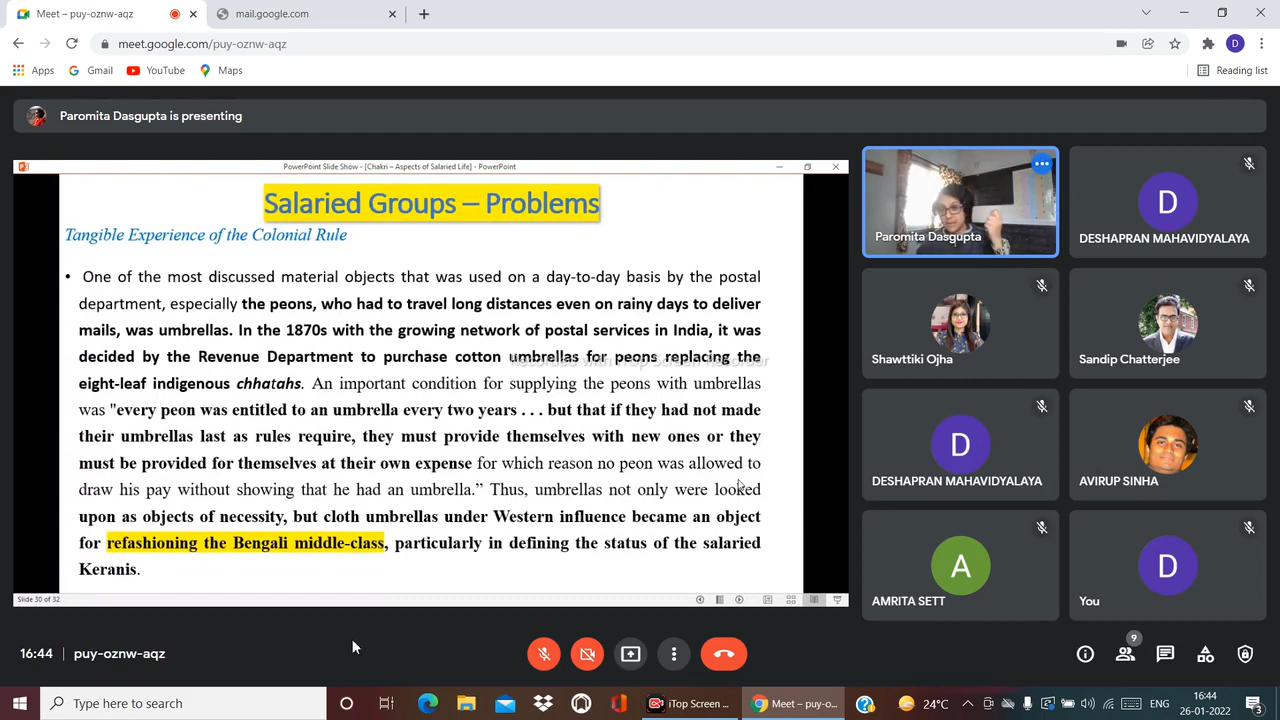 Meet – puy-oznw-aqz
mail.google.com
meet.google.com/puy-oznw-aqz
D
Apps
Gmail
YouTube
Maps
Reading list
Paromita Dasgupta is presenting
PowerPoint Slide Show - [Chakri – Aspects of Salaried Life] - PowerPoint
Salaried Groups – Problems
Tangible Experience of the Colonial Rule
• One of the most discussed material objects that was used on a day-to-day basis by the postal
department, especially the peons, who had to travel long distances even on rainy days to deliver
mails, was umbrellas. In the 1870s with the growing network of postal services in India, it was
decided by the Revenue Department to purchase cotton umbrellas for peons replacing the
eight-leaf indigenous chhatahs. An important condition for supplying the peons with umbrellas
was "every peon was entitled to an umbrella every two years . . . but that if they had not made
their umbrellas last as rules require, they must provide themselves with new ones or they
must be provided for themselves at their own expense for which reason no peon was allowed to
draw his pay without showing that he had an umbrella.” Thus, umbrellas not only were looked
upon as objects of necessity, but cloth umbrellas under Western influence became an object
for refashioning the Bengali middle-class, particularly in defining the status of the salaried
Keranis.
Recorded with iTop Screen Recorder
Slide 30 of 32
Paromita Dasgupta
D
DESHAPRAN MAHAVIDYALAYA
Shawttiki Ojha
Sandip Chatterjee
D
DESHAPRAN MAHAVIDYALAYA
AVIRUP SINHA
A
AMRITA SETT
D
You
16:44
puy-oznw-aqz
9
Type here to search
iTop Screen ...
Meet – puy-o...
24°C
ENG
16:44
26-01-2022
3